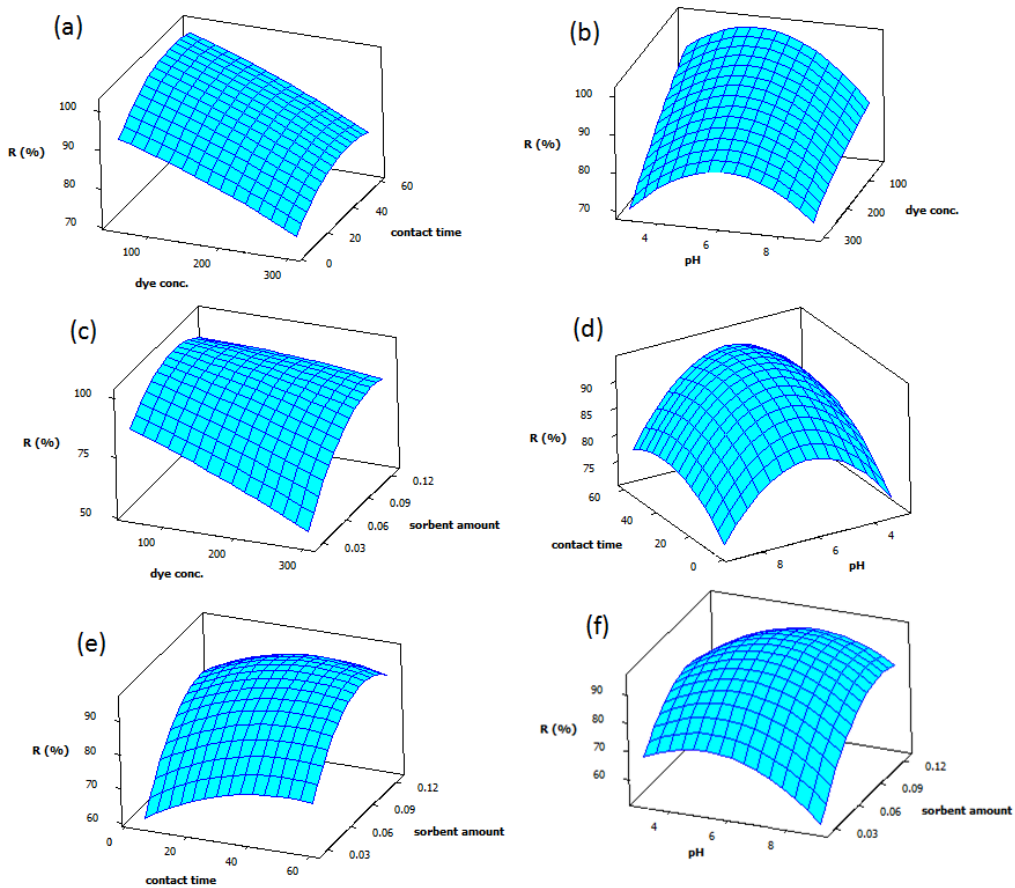 (a)
100
90
80
70
R (%)
60
40
20
0
contact time
100
200
300
dye conc.
(b)
100
90
80
70
R (%)
100
200
300
dye conc.
4
6
8
pH
(c)
100
75
50
R (%)
0.12
0.09
0.06
0.03
sorbent amount
100
200
300
dye conc.
(d)
90
85
80
75
R (%)
60
40
20
0
contact time
8
6
4
pH
(e)
90
80
70
60
R (%)
0.12
0.09
0.06
0.03
sorbent amount
0
20
40
60
contact time
(f)
90
80
70
60
R (%)
0.12
0.09
0.06
0.03
sorbent amount
4
6
8
pH